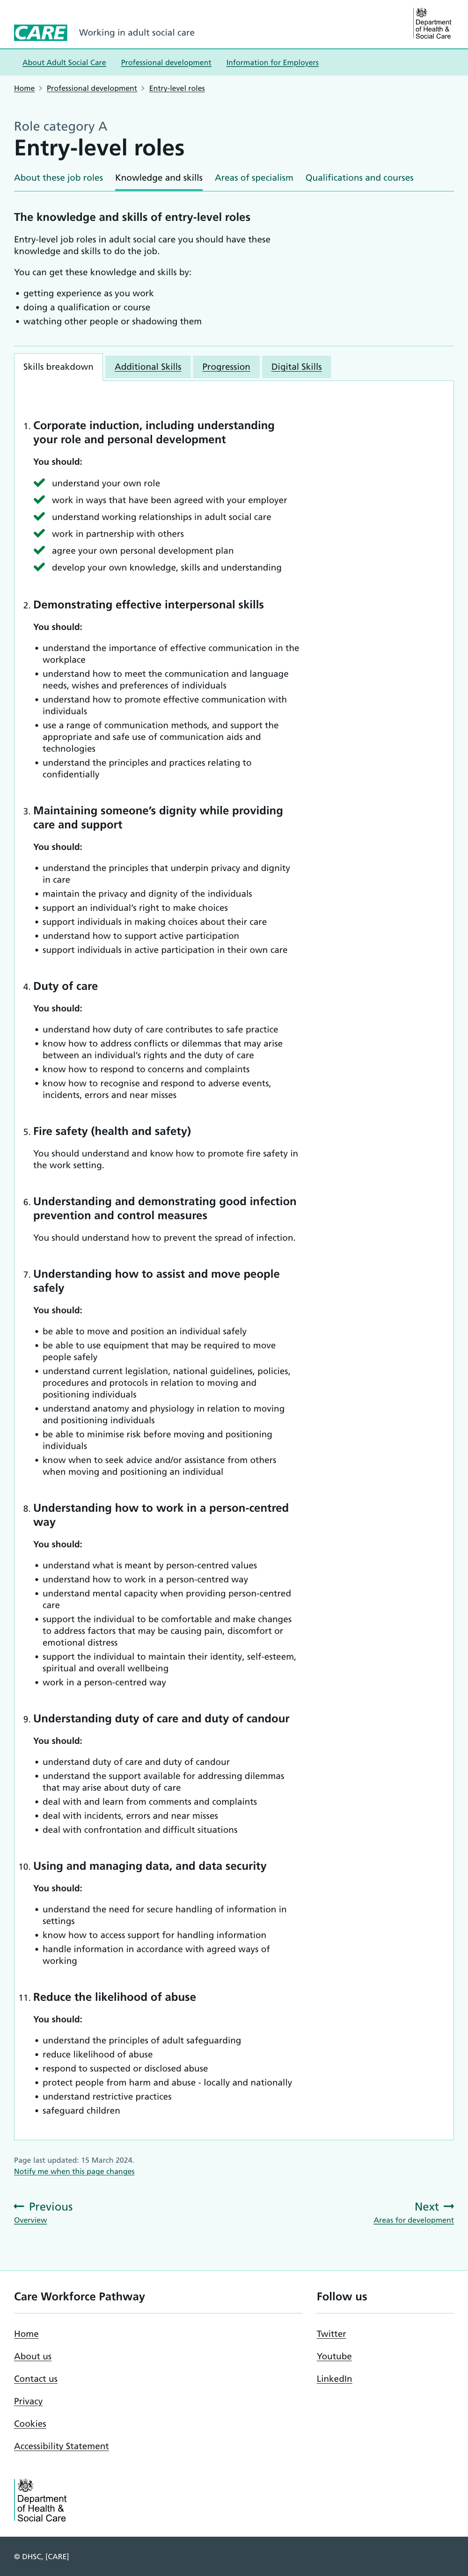 CARE
Working in adult social care
Department
of Health &
Social Care
About Adult Social Care
Professional development
Information for Employers
Home
Professional development
Entry-level roles
Role category A
Entry-level roles
About these job roles
Knowledge and skills
Areas of specialism
Qualifications and courses
The knowledge and skills of entry-level roles
Entry-level job roles in adult social care you should have these
knowledge and skills to do the job.
You can get these knowledge and skills by:
• getting experience as you work
• doing a qualification or course
• watching other people or shadowing them
Skills breakdown
Additional Skills
Progression
Digital Skills
1. Corporate induction, including understanding
your role and personal development
You should:
understand your own role
work in ways that have been agreed with your employer
understand working relationships in adult social care
work in partnership with others
agree your own personal development plan
develop your own knowledge, skills and understanding
2. Demonstrating effective interpersonal skills
You should:
• understand the importance of effective communication in the
workplace
• understand how to meet the communication and language
needs, wishes and preferences of individuals
• understand how to promote effective communication with
individuals
• use a range of communication methods, and support the
appropriate and safe use of communication aids and
technologies
• understand the principles and practices relating to
confidentially
3. Maintaining someone’s dignity while providing
care and support
You should:
• understand the principles that underpin privacy and dignity
in care
• maintain the privacy and dignity of the individuals
• support an individual’s right to make choices
• support individuals in making choices about their care
• understand how to support active participation
• support individuals in active participation in their own care
4. Duty of care
You should:
• understand how duty of care contributes to safe practice
• know how to address conflicts or dilemmas that may arise
between an individual’s rights and the duty of care
• know how to respond to concerns and complaints
• know how to recognise and respond to adverse events,
incidents, errors and near misses
5. Fire safety (health and safety)
You should understand and know how to promote fire safety in
the work setting.
6. Understanding and demonstrating good infection
prevention and control measures
You should understand how to prevent the spread of infection.
7. Understanding how to assist and move people
safely
You should:
• be able to move and position an individual safely
• be able to use equipment that may be required to move
people safely
• understand current legislation, national guidelines, policies,
procedures and protocols in relation to moving and
positioning individuals
• understand anatomy and physiology in relation to moving
and positioning individuals
• be able to minimise risk before moving and positioning
individuals
• know when to seek advice and/or assistance from others
when moving and positioning an individual
8. Understanding how to work in a person-centred
way
You should:
• understand what is meant by person-centred values
• understand how to work in a person-centred way
• understand mental capacity when providing person-centred
care
• support the individual to be comfortable and make changes
to address factors that may be causing pain, discomfort or
emotional distress
• support the individual to maintain their identity, self-esteem,
spiritual and overall wellbeing
• work in a person-centred way
9. Understanding duty of care and duty of candour
You should:
• understand duty of care and duty of candour
• understand the support available for addressing dilemmas
that may arise about duty of care
• deal with and learn from comments and complaints
• deal with incidents, errors and near misses
• deal with confrontation and difficult situations
10. Using and managing data, and data security
You should:
• understand the need for secure handling of information in
settings
• know how to access support for handling information
• handle information in accordance with agreed ways of
working
11. Reduce the likelihood of abuse
You should:
• understand the principles of adult safeguarding
• reduce likelihood of abuse
• respond to suspected or disclosed abuse
• protect people from harm and abuse - locally and nationally
• understand restrictive practices
• safeguard children
Page last updated: 15 March 2024.
Notify me when this page changes
Previous
Overview
Next
Areas for development
Care Workforce Pathway
Home
About us
Contact us
Privacy
Cookies
Accessibility Statement
Follow us
Twitter
Youtube
LinkedIn
Department
of Health &
Social Care
© DHSC, [CARE]